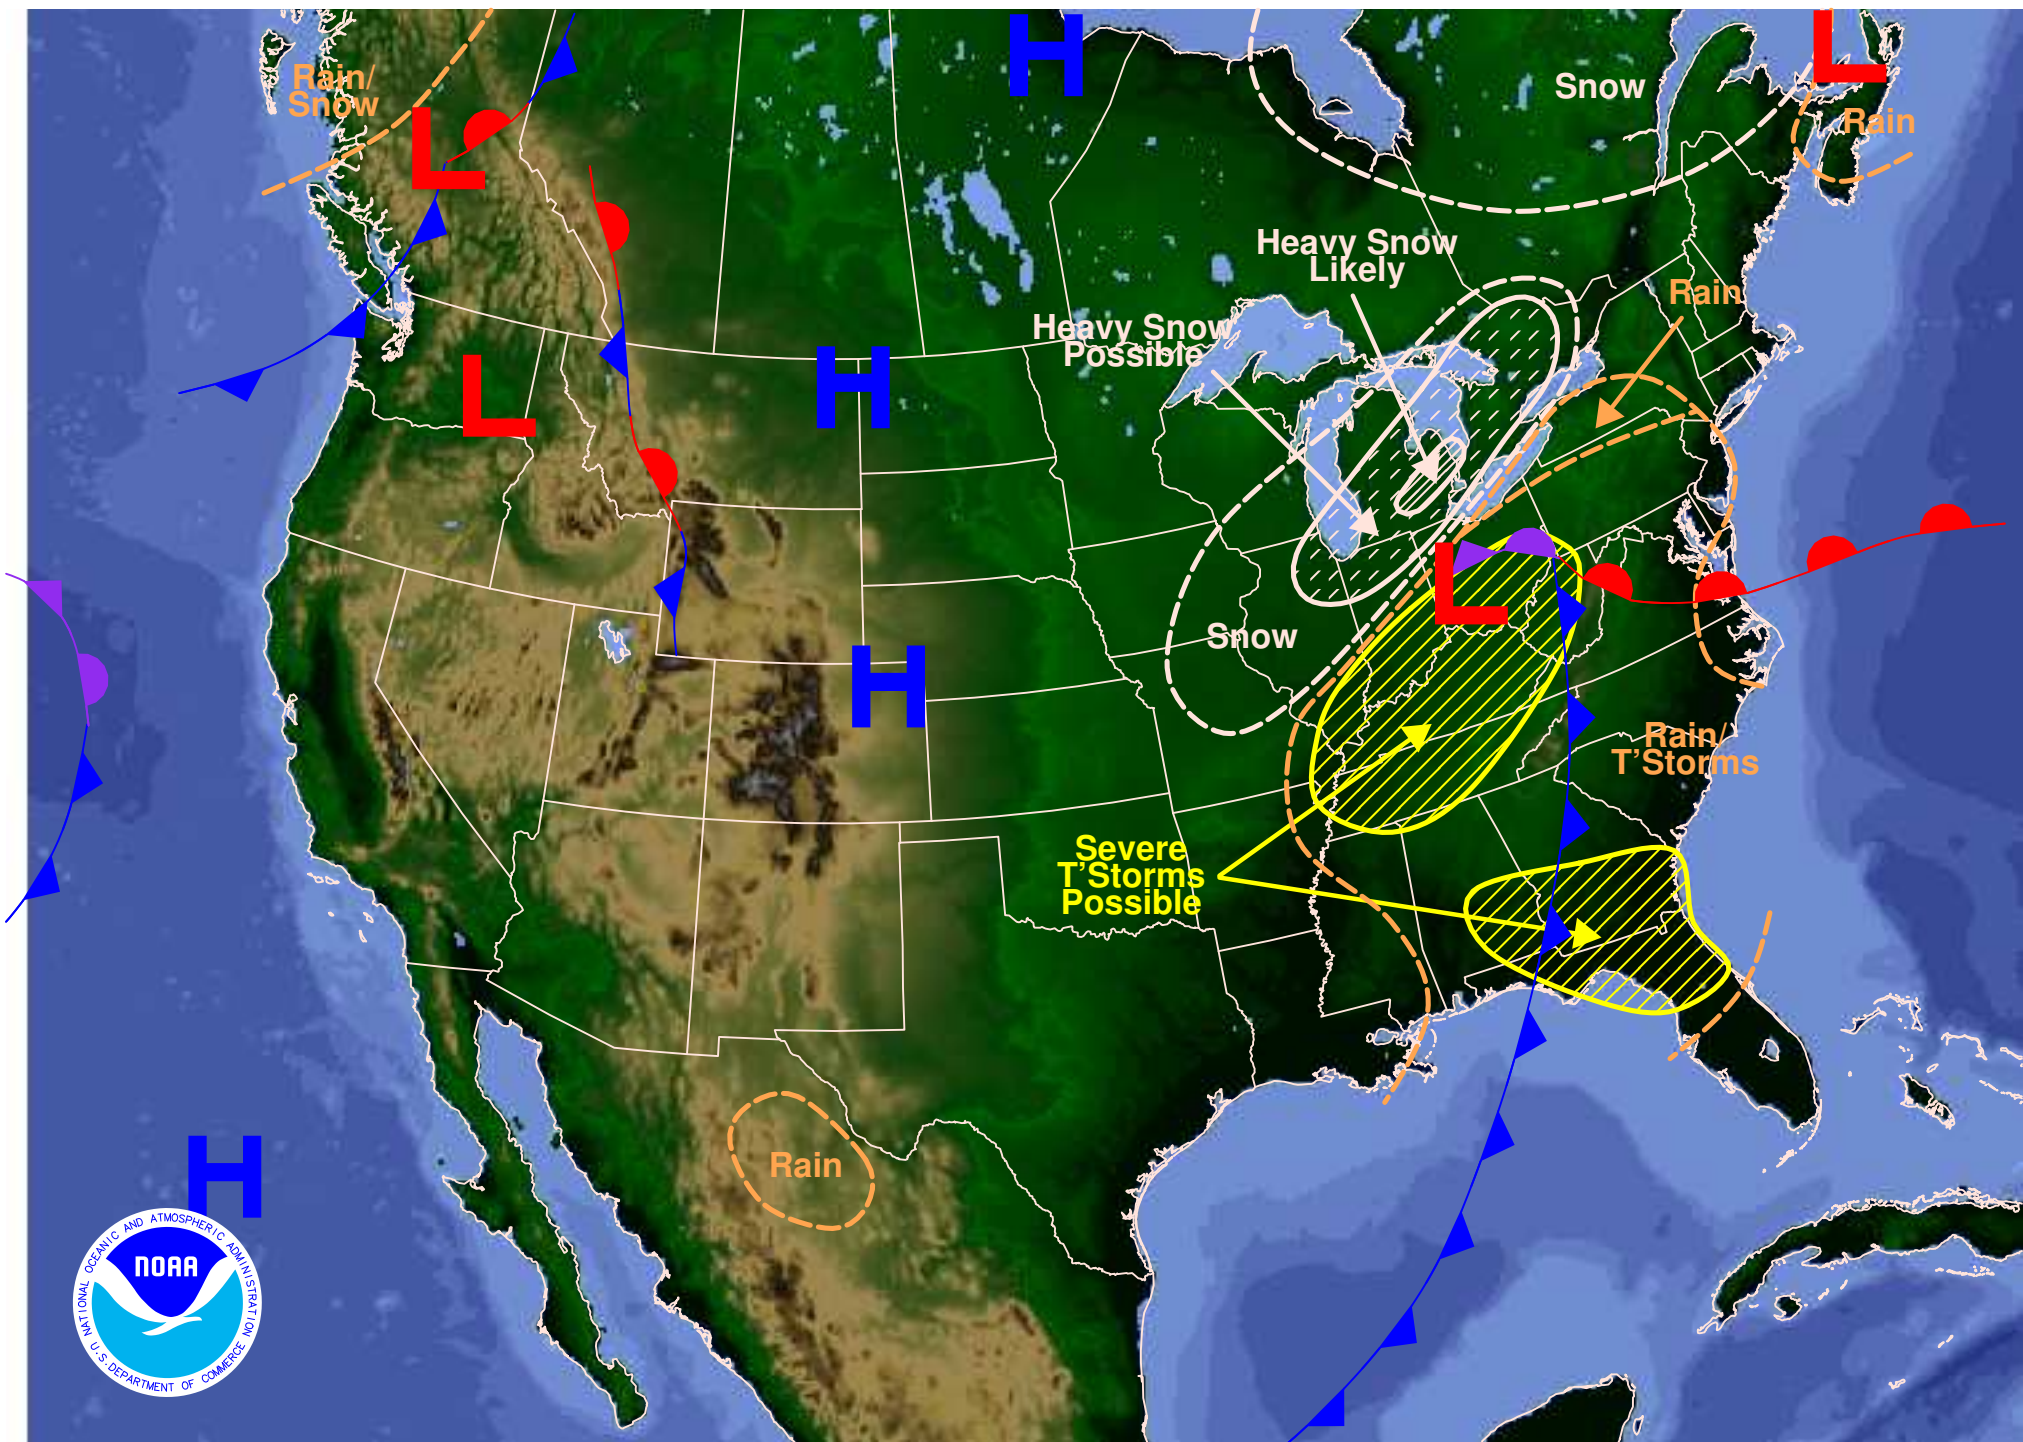 H
L
Rain/
Snow
Snow
L
Rain
Heavy Snow
Likely
Rain
Heavy Snow
Possible
H
L
L
Snow
H
Rain/
T'Storms
Severe
T'Storms
Possible
Rain
H
NATIONAL OCEANIC AND ATMOSPHERIC ADMINISTRATION
NOAA
U.S. DEPARTMENT OF COMMERCE